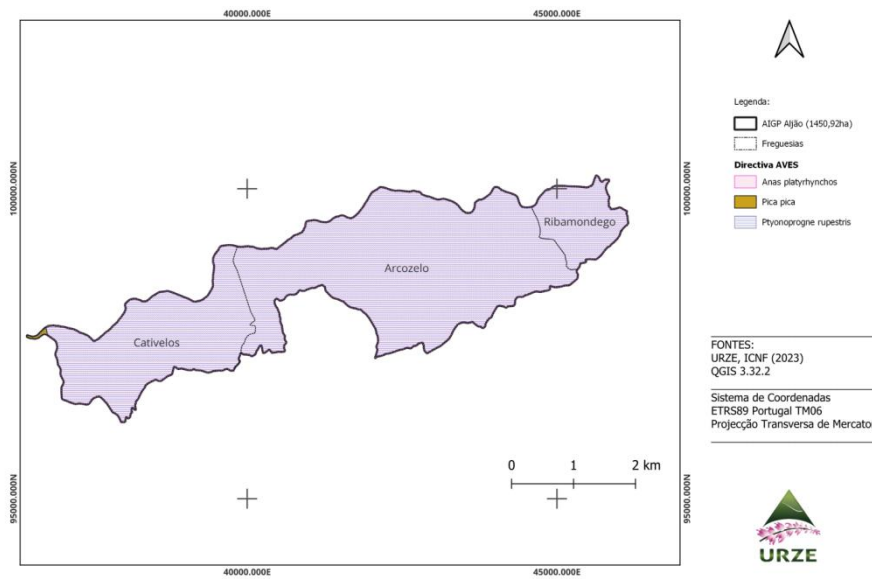 40000.000E
45000.000E
100000.000N
100000.000N
95000.000N
95000.000N
Ribamondego
Arcozelo
Cativelos
0 1 2 km
40000.000E
45000.000E
Legenda:
AIGP Aljão (1450,92ha)
Freguesias
Directiva AVES
Anas platyrhynchos
Pica pica
Ptyonoprogne rupestris
FONTES:
URZE, ICNF (2023)
QGIS 3.32.2
Sistema de Coordenadas
ETRS89 Portugal TM06
Projecção Transversa de Mercator
URZE